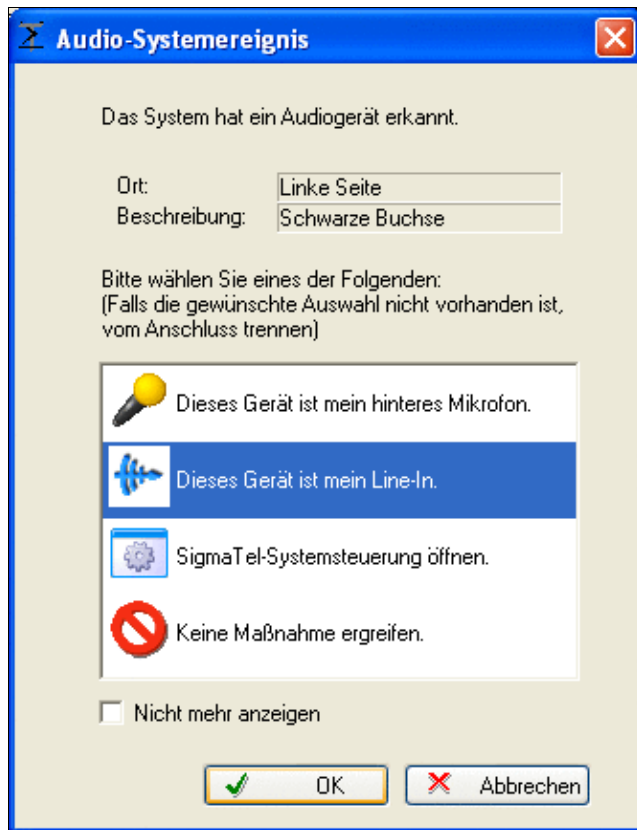 Audio-Systemereignis
Das System hat ein Audiogerät erkannt.
Ort: Linke Seite
Beschreibung: Schwarze Buchse
Bitte wählen Sie eines der Folgenden:
(Falls die gewünschte Auswahl nicht vorhanden ist,
vom Anschluss trennen)
Dieses Gerät ist mein hinteres Mikrofon.
Dieses Gerät ist mein Line-In.
SigmaTel-Systemsteuerung öffnen.
Keine Maßnahme ergreifen.
Nicht mehr anzeigen
OK Abbrechen